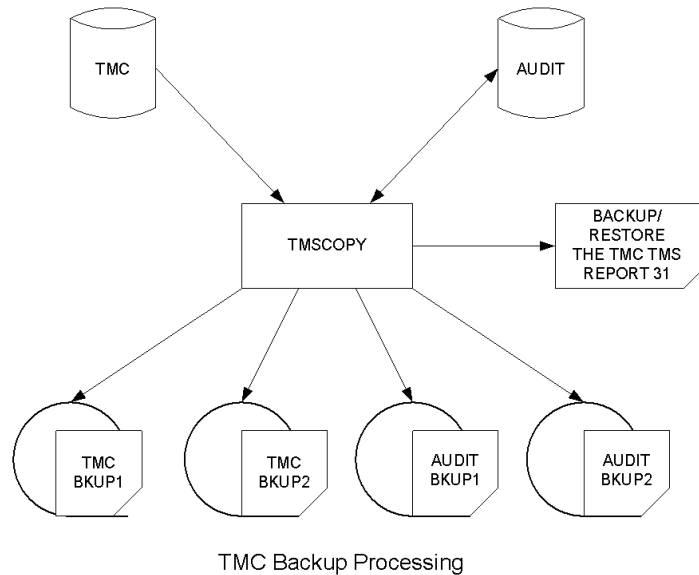 TMC
AUDIT
TMSCOPY
BACKUP/
RESTORE
THE TMC TMS
REPORT 31
TMC
BKUP1
TMC
BKUP2
AUDIT
BKUP1
AUDIT
BKUP2
TMC Backup Processing